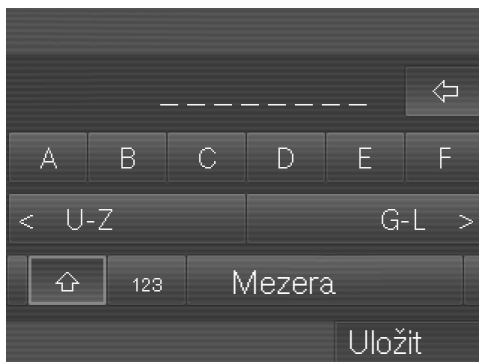 _ _ _ _ _ _ _ _
A B C D E F
< U-Z G-L >
123 Mezera
Uložit